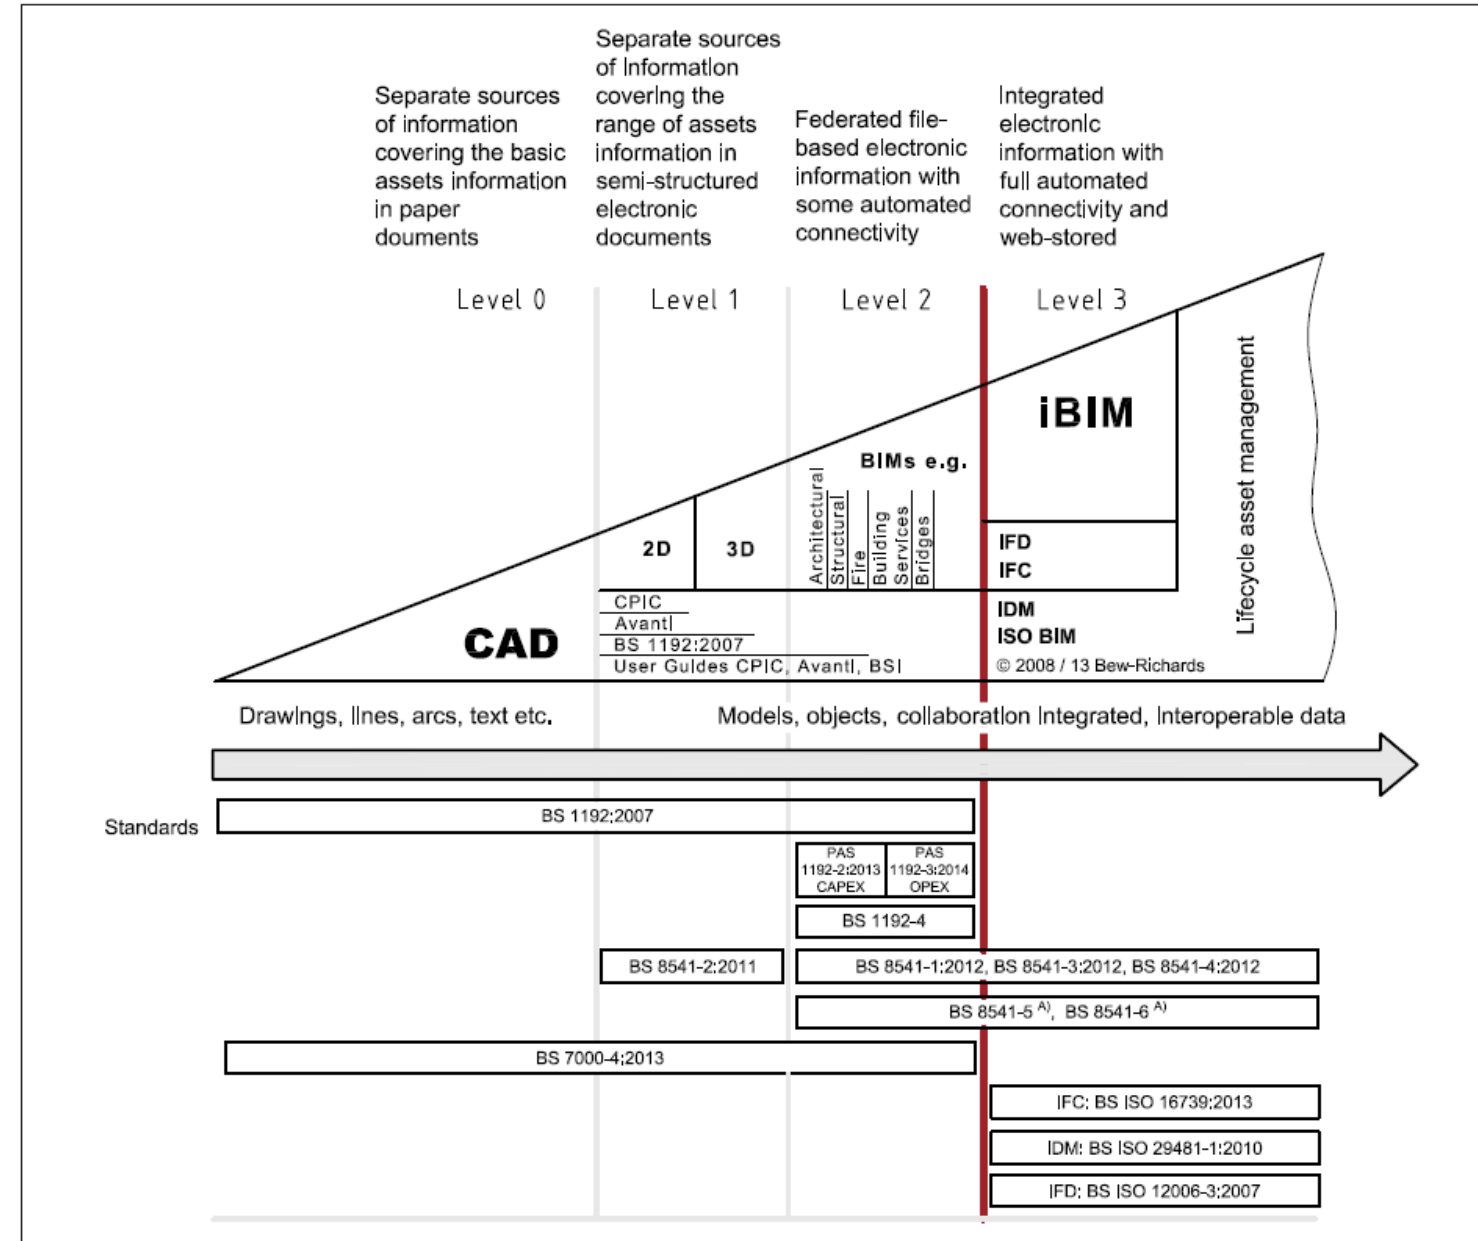 Separate sources
of information
covering the basic
assets information
in paper
douments
Separate sources
of information
covering the
range of assets
information in
semi-structured
electronic
documents
Federated file-
based electronic
information with
some automated
connectivity
Integrated
electronic
information with
full automated
connectivity and
web-stored
Level 0
Level 1
Level 2
Level 3
iBIM
BIMs e.g.
Architectural
Structural
Fire
Building
Services
Bridges
2D
3D
IFD
IFC
IDM
ISO BIM
© 2008 / 13 Bew-Richards
Lifecycle asset management
CAD
CPIC
Avanti
BS 1192:2007
User Guides CPIC, Avanti, BSI
Drawings, lines, arcs, text etc.
Models, objects, collaboration integrated, interoperable data
Standards
BS 1192:2007
PAS
1192-2:2013
CAPEX
PAS
1192-3:2014
OPEX
BS 1192-4
BS 8541-2:2011
BS 8541-1:2012, BS 8541-3:2012, BS 8541-4:2012
BS 8541-5 A), BS 8541-6 A)
BS 7000-4:2013
IFC: BS ISO 16739:2013
IDM: BS ISO 29481-1:2010
IFD: BS ISO 12006-3:2007